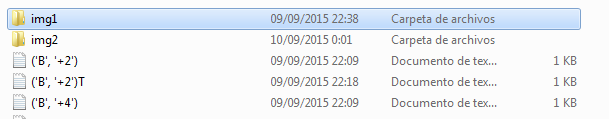 img1 09/09/2015 22:38 Carpeta de archivos
img2 10/09/2015 0:01 Carpeta de archivos
('B', '+2') 09/09/2015 22:09 Documento de tex... 1 KB
('B', '+2')T 09/09/2015 22:18 Documento de tex... 1 KB
('B', '+4') 09/09/2015 22:09 Documento de tex... 1 KB